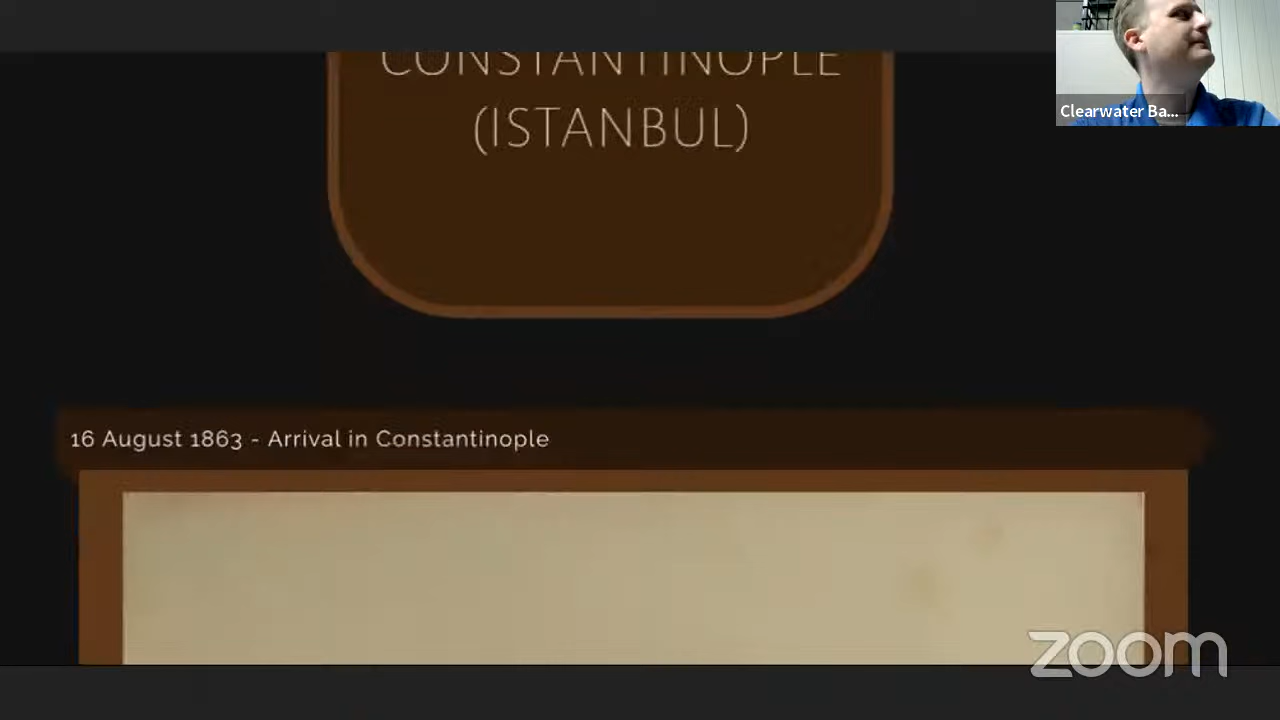 CONSTANTINOPLE
(ISTANBUL)
Clearwater Ba...
16 August 1863 - Arrival in Constantinople
zoom